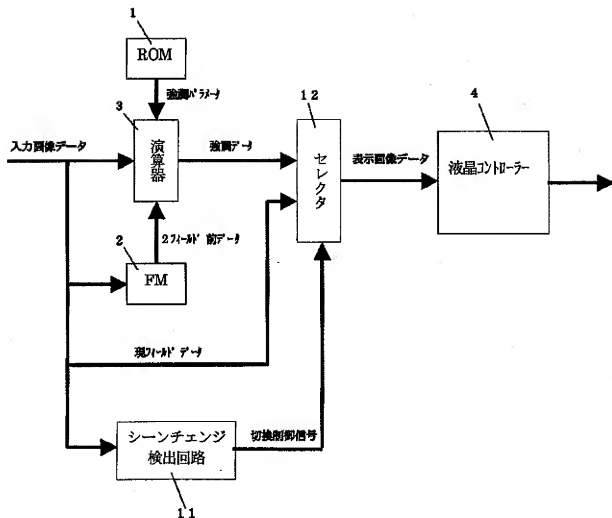 1
ROM
強調パラメータ
3
12
4
入力画像データ
演算器
強調データ
セレクタ
表示画像データ
液晶コントローラー
2フィールド前データ
2
FM
現フィールドデータ
シーンチェンジ
検出回路
切換制御信号
11